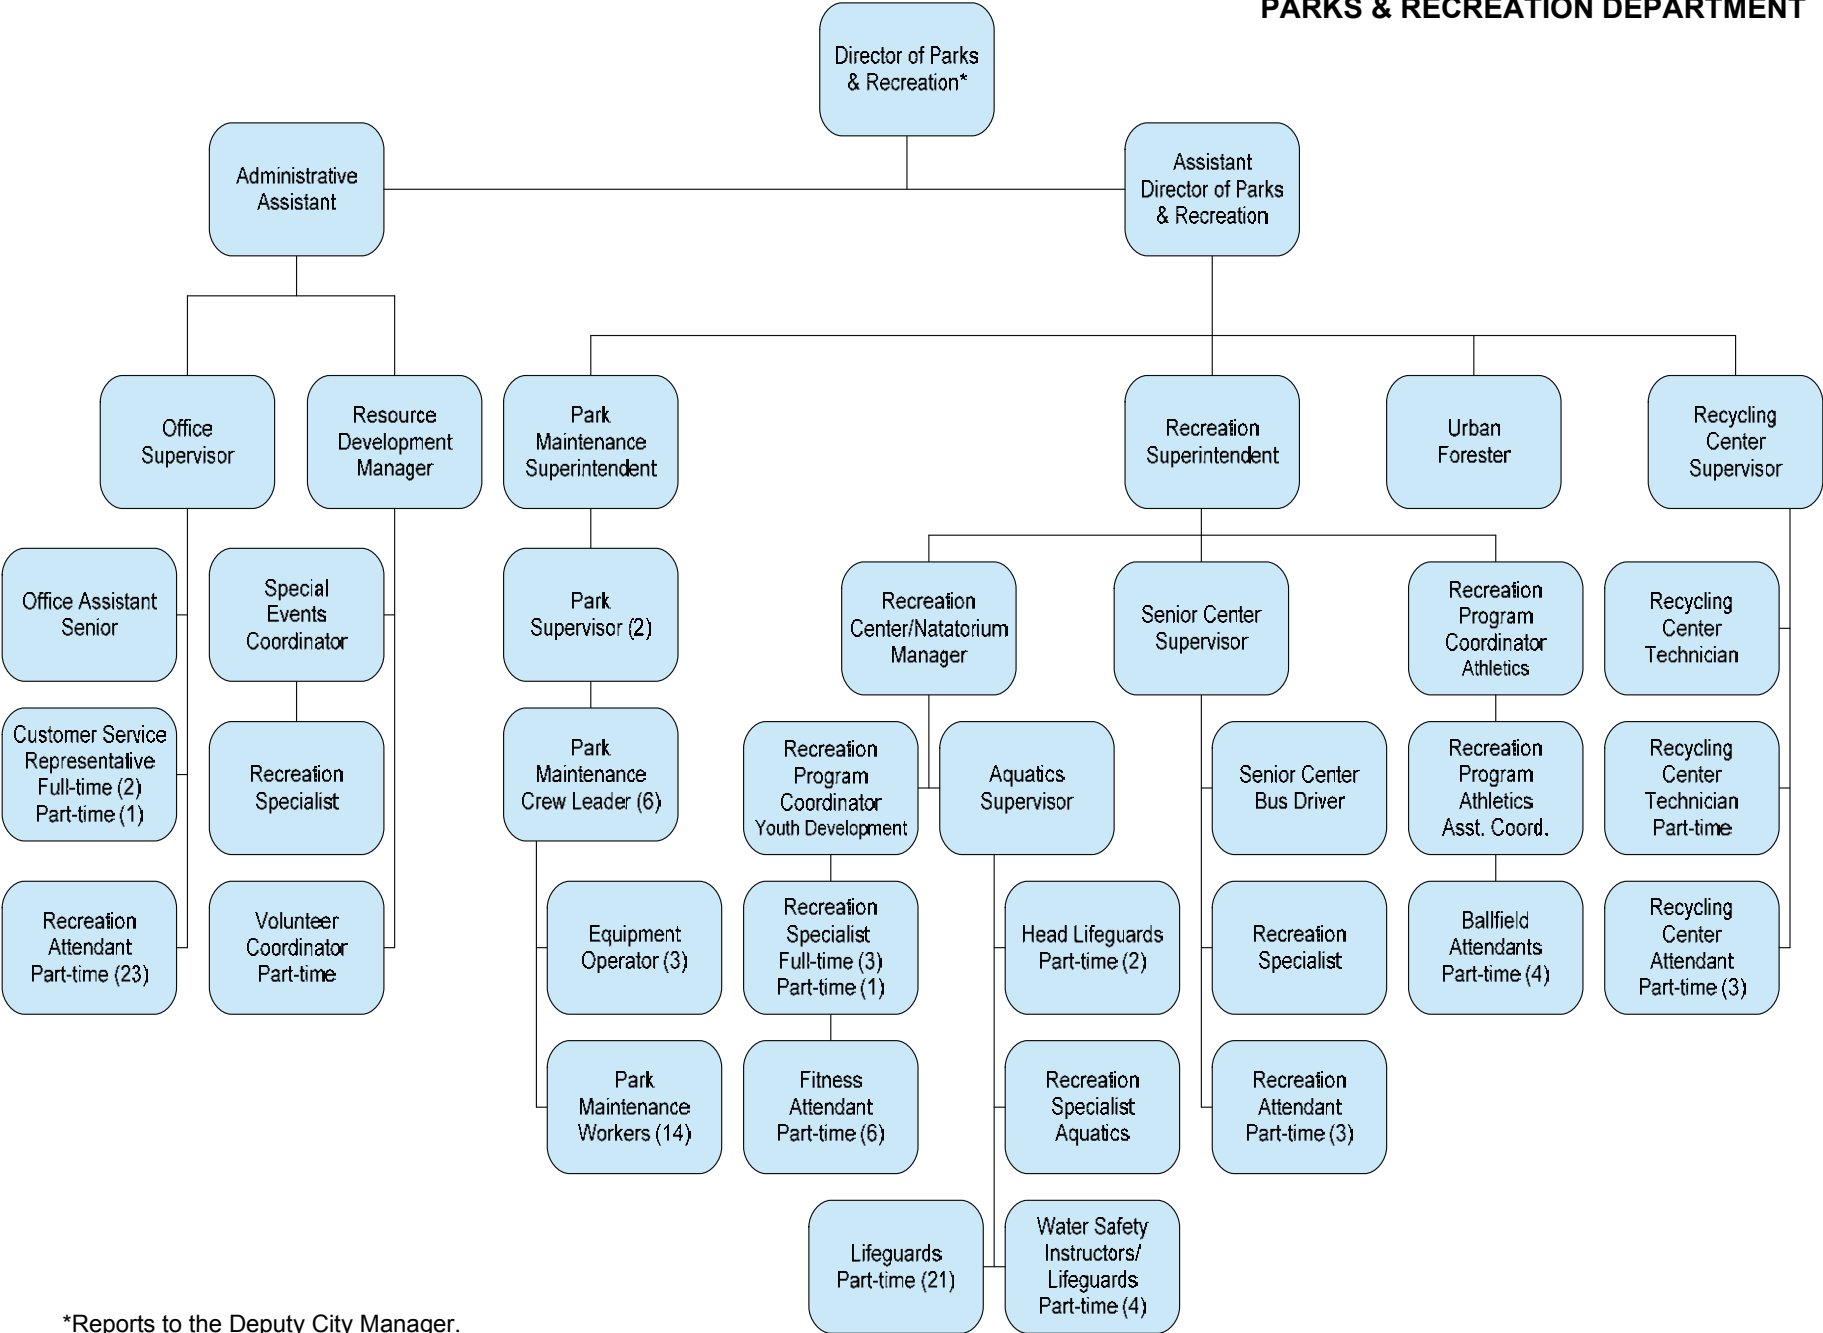 PARKS & RECREATION DEPARTMENT
Director of Parks
& Recreation*
Administrative
Assistant
Assistant
Director of Parks
& Recreation
Office
Supervisor
Resource
Development
Manager
Park
Maintenance
Superintendent
Recreation
Superintendent
Urban
Forester
Recycling
Center
Supervisor
Office Assistant
Senior
Special
Events
Coordinator
Park
Supervisor (2)
Recreation
Center/Natatorium
Manager
Senior Center
Supervisor
Recreation
Program
Coordinator
Athletics
Recycling
Center
Technician
Customer Service
Representative
Full-time (2)
Part-time (1)
Recreation
Specialist
Park
Maintenance
Crew Leader (6)
Recreation
Program
Coordinator
Youth Development
Aquatics
Supervisor
Senior Center
Bus Driver
Recreation
Program
Athletics
Asst. Coord.
Recycling
Center
Technician
Part-time
Recreation
Attendant
Part-time (23)
Volunteer
Coordinator
Part-time
Equipment
Operator (3)
Recreation
Specialist
Full-time (3)
Part-time (1)
Head Lifeguards
Part-time (2)
Recreation
Specialist
Ballfield
Attendants
Part-time (4)
Recycling
Center
Attendant
Part-time (3)
Park
Maintenance
Workers (14)
Fitness
Attendant
Part-time (6)
Recreation
Specialist
Aquatics
Recreation
Attendant
Part-time (3)
Lifeguards
Part-time (21)
Water Safety
Instructors/
Lifeguards
Part-time (4)
*Reports to the Deputy City Manager.